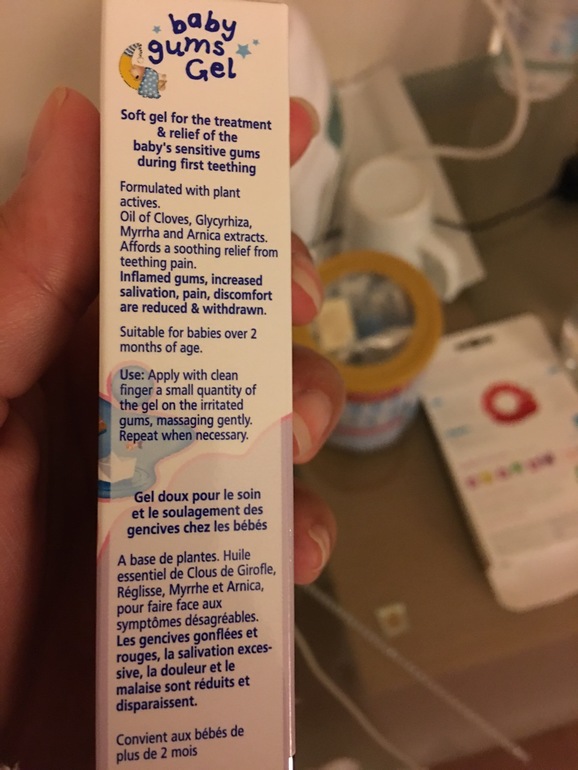 baby
gums
Gel
Soft gel for the treatment
& relief of the
baby's sensitive gums
during first teething
Formulated with plant
actives.
Oil of Cloves, Glycyrhiza,
Myrrha and Arnica extracts.
Affords a soothing relief from
teething pain.
Inflamed gums, increased
salivation, pain, discomfort
are reduced & withdrawn.
Suitable for babies over 2
months of age.
Use: Apply with clean
finger a small quantity of
the gel on the irritated
gums, massaging gently.
Repeat when necessary.
Gel doux pour le soin
et le soulagement des
gencives chez les bébés
A base de plantes. Huile
essentiel de Clous de Girofle,
Réglisse, Myrrhe et Arnica,
pour faire face aux
symptômes désagréables.
Les gencives gonflées et
rouges, la salivation exces-
sive, la douleur et le
malaise sont réduits et
disparaissent.
Convient aux bébés de
plus de 2 mois